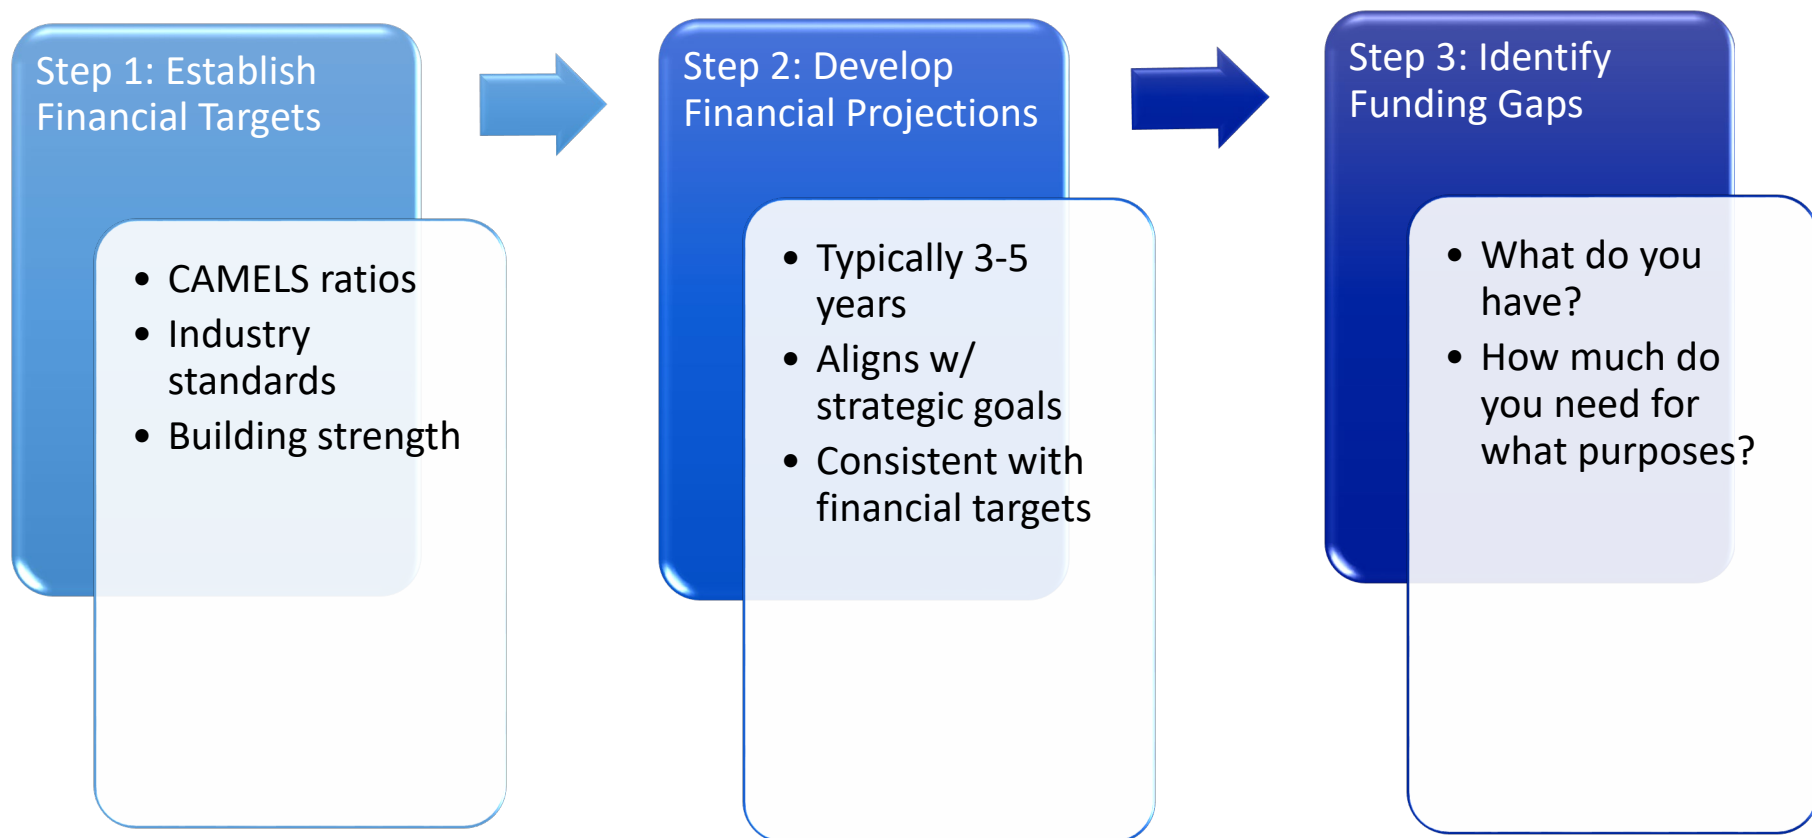 Step 1: Establish
Financial Targets
• CAMELS ratios
• Industry
standards
• Building strength
Step 2: Develop
Financial Projections
• Typically 3-5
years
• Aligns w/
strategic goals
• Consistent with
financial targets
Step 3: Identify
Funding Gaps
• What do you
have?
• How much do
you need for
what purposes?